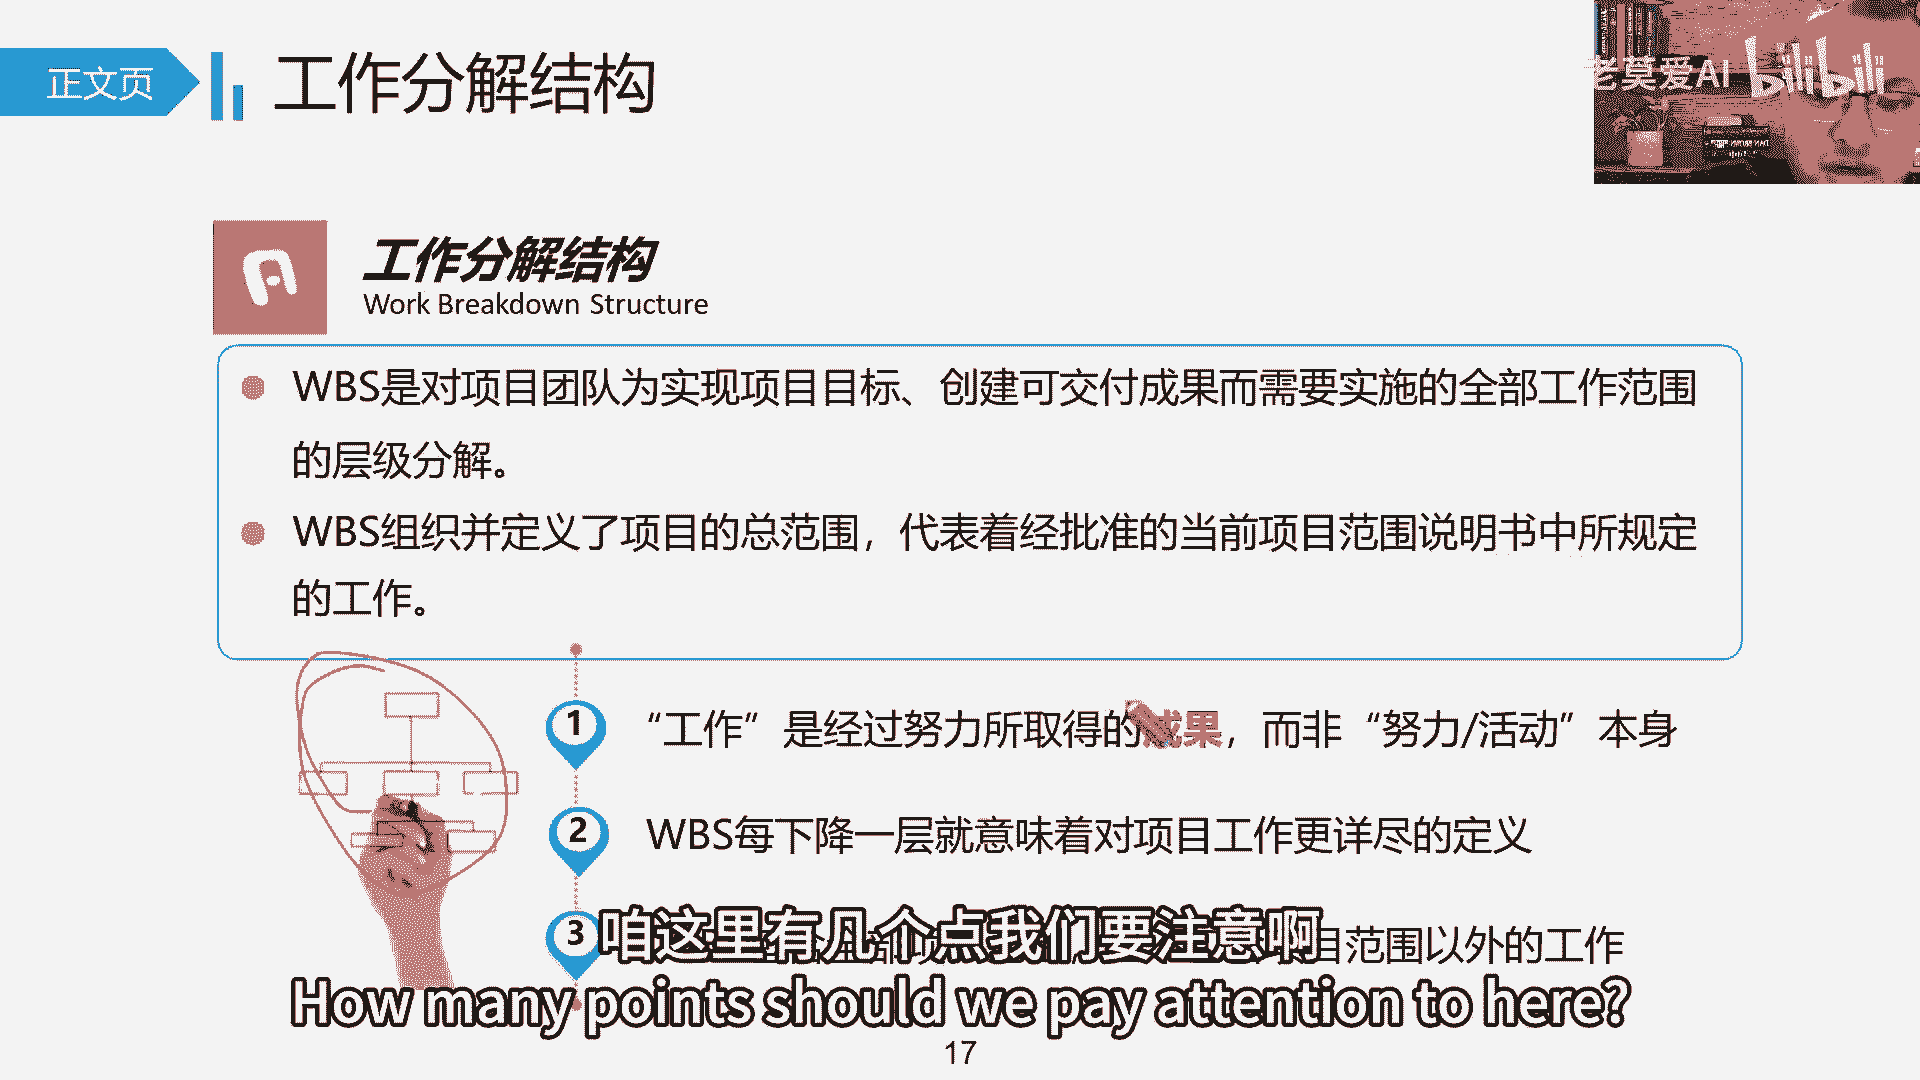 正文页
工作分解结构
老莫爱AI bilibili
工作分解结构
Work Breakdown Structure
WBS是对项目团队为实现项目目标、创建可交付成果而需要实施的全部工作范围
的层级分解。
WBS组织并定义了项目的总范围，代表着经批准的当前项目范围说明书中所规定
的工作。
1 “工作”是经过努力所取得的成果，而非“努力/活动”本身
2 WBS每下降一层就意味着对项目工作更详尽的定义
3 目范围以外的工作
咱这里有几个点我们要注意啊
How many points should we pay attention to here?
17